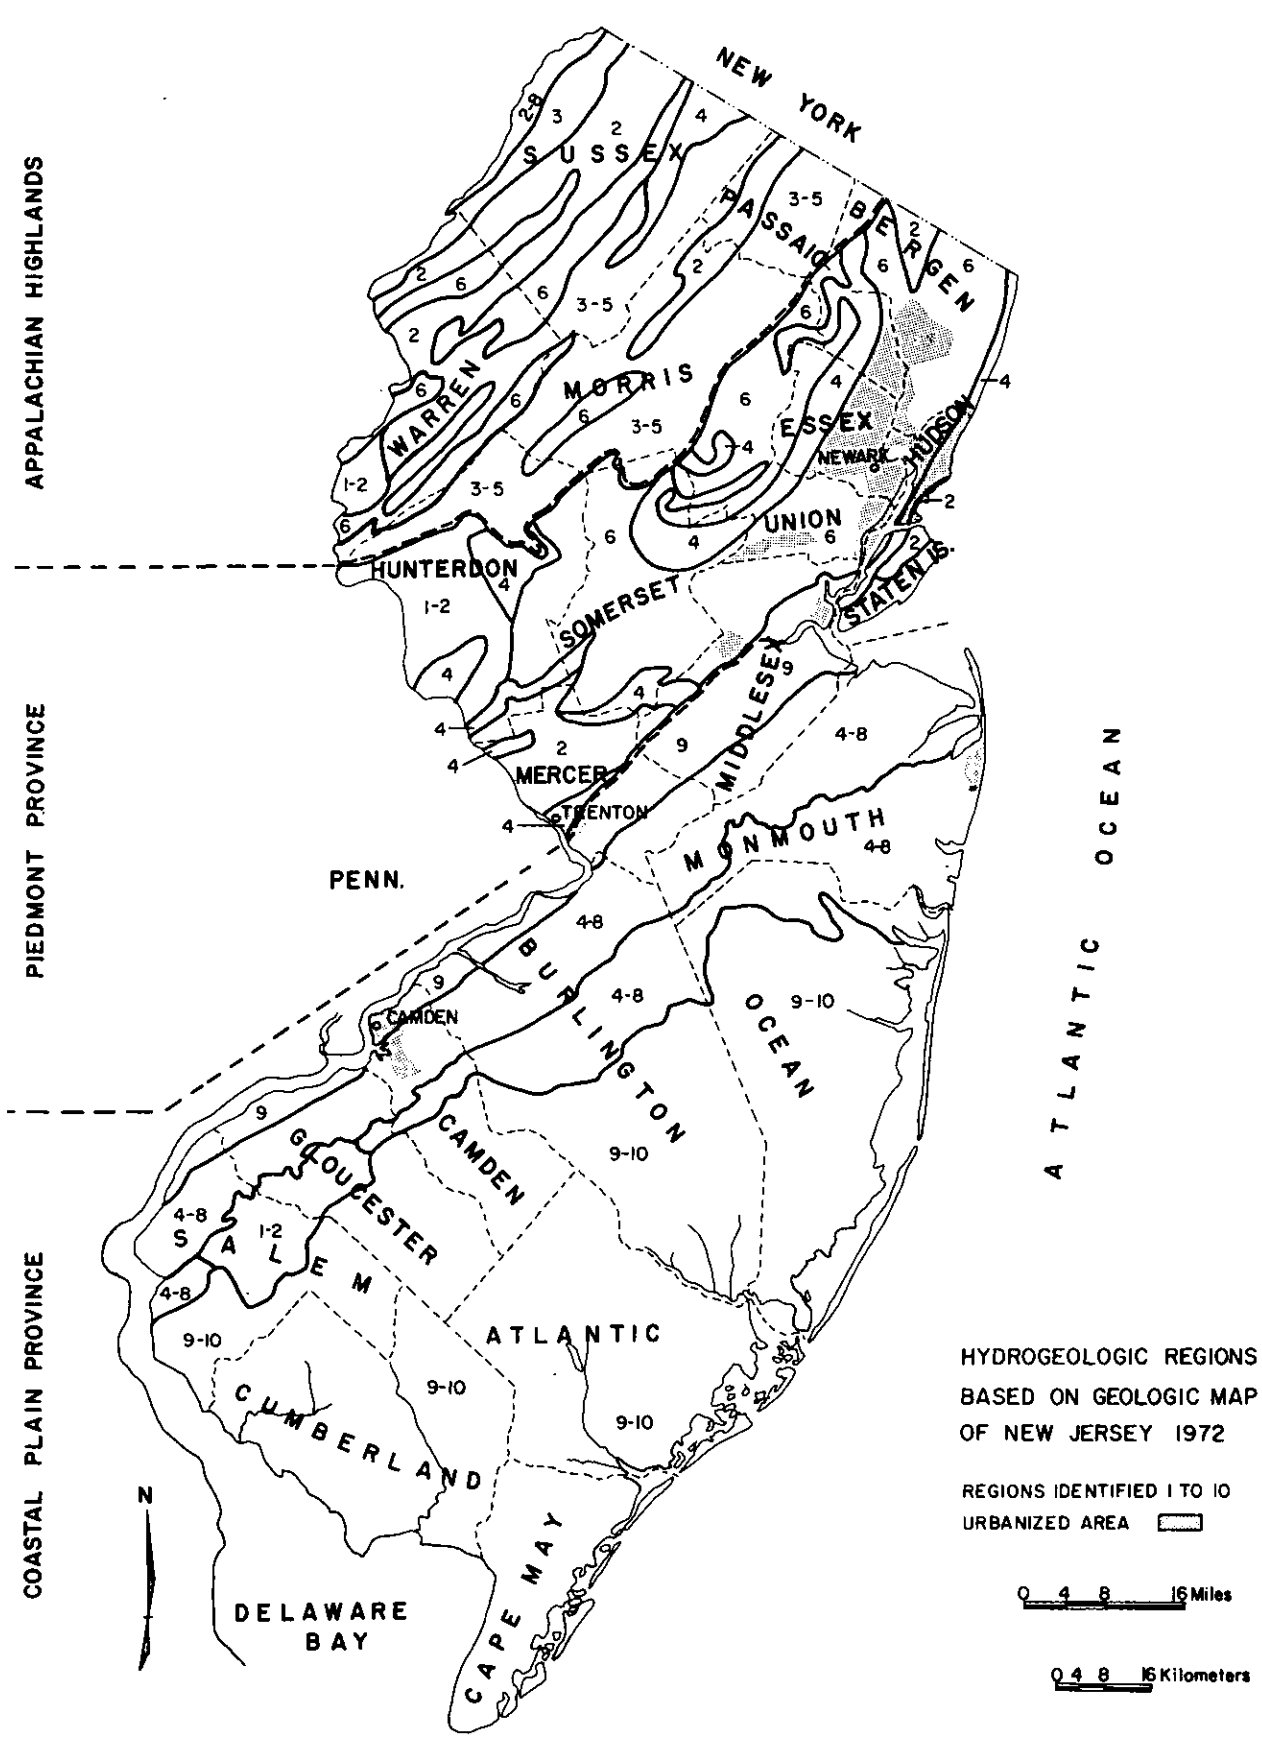 NEW YORK
APPALACHIAN HIGHLANDS
2-8
3
2
4
SUSSEX
PASSAIC
3-5
BERGEN
2
6
6
2
2
6
6
3-5
6
2
MORRIS
4
4
6
WARREN
6
6
6
3-5
4
ESSEX
HUDSON
NEWARK
1-2
3-5
2
6
6
4
UNION
6
2
HUNTERDON
4
STATEN IS.
1-2
SOMERSET
4
9
4
MIDDLESEX
PIEDMONT PROVINCE
4
2
9
4-8
4
MERCER
TRENTON
4
MONMOUTH
4-8
PENN.
4-8
BURLINGTON
ATLANTIC OCEAN
9
4-8
OCEAN
9-10
CAMDEN
9
GLOUCESTER
CAMDEN
9-10
4-8
1-2
SALEM
4-8
9-10
ATLANTIC
COASTAL PLAIN PROVINCE
CUMBERLAND
9-10
9-10
HYDROGEOLOGIC REGIONS
BASED ON GEOLOGIC MAP
OF NEW JERSEY 1972
REGIONS IDENTIFIED 1 TO 10
URBANIZED AREA
N
CAPE MAY
DELAWARE
BAY
0 4 8 16 Miles
0 4 8 16 Kilometers